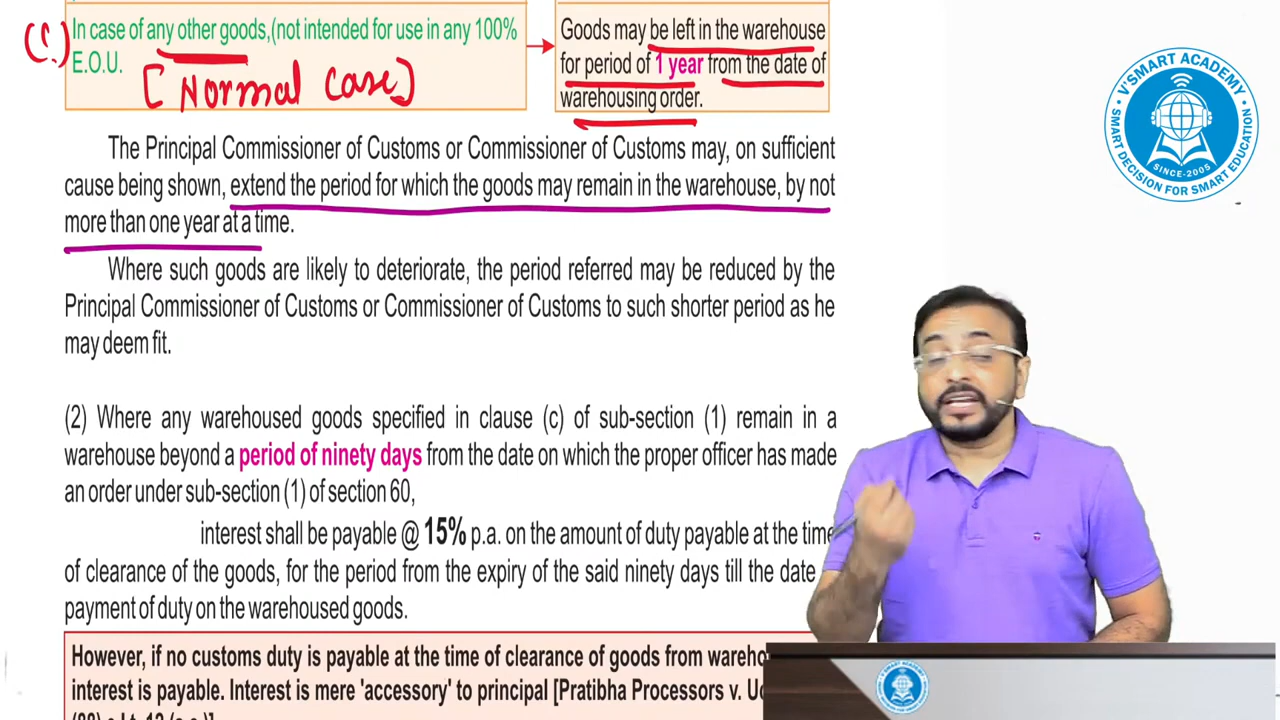 (C)
In case of any other goods,(not intended for use in any 100%
E.O.U.
[Normal Case]
Goods may be left in the warehouse
for period of 1 year from the date of
warehousing order.
The Principal Commissioner of Customs or Commissioner of Customs may, on sufficient
cause being shown, extend the period for which the goods may remain in the warehouse, by not
more than one year at a time.
Where such goods are likely to deteriorate, the period referred may be reduced by the
Principal Commissioner of Customs or Commissioner of Customs to such shorter period as he
may deem fit.
(2) Where any warehoused goods specified in clause (c) of sub-section (1) remain in a
warehouse beyond a period of ninety days from the date on which the proper officer has made
an order under sub-section (1) of section 60,
interest shall be payable @ 15% p.a. on the amount of duty payable at the time
of clearance of the goods, for the period from the expiry of the said ninety days till the date
payment of duty on the warehoused goods.
However, if no customs duty is payable at the time of clearance of goods from
interest is payable. Interest is mere 'accessory' to principal [Pratibha Processors v.
V'SMART ACADEMY
SMART DECISION FOR SMART EDUCATION
SINCE-2005